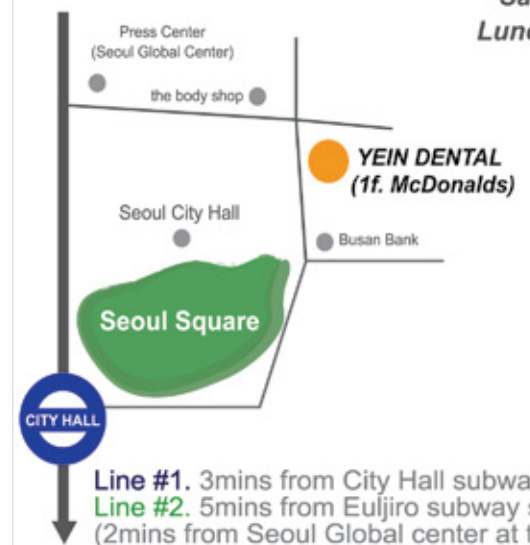 Press Center
(Seoul Global Center)
the body shop
YEIN DENTAL
(1f. McDonalds)
Seoul City Hall
Busan Bank
Seoul Square
CITY HALL
Line #1. 3mins from City Hall
Line #2. 5mins from Euljiro subway
(2mins from Seoul Global center at